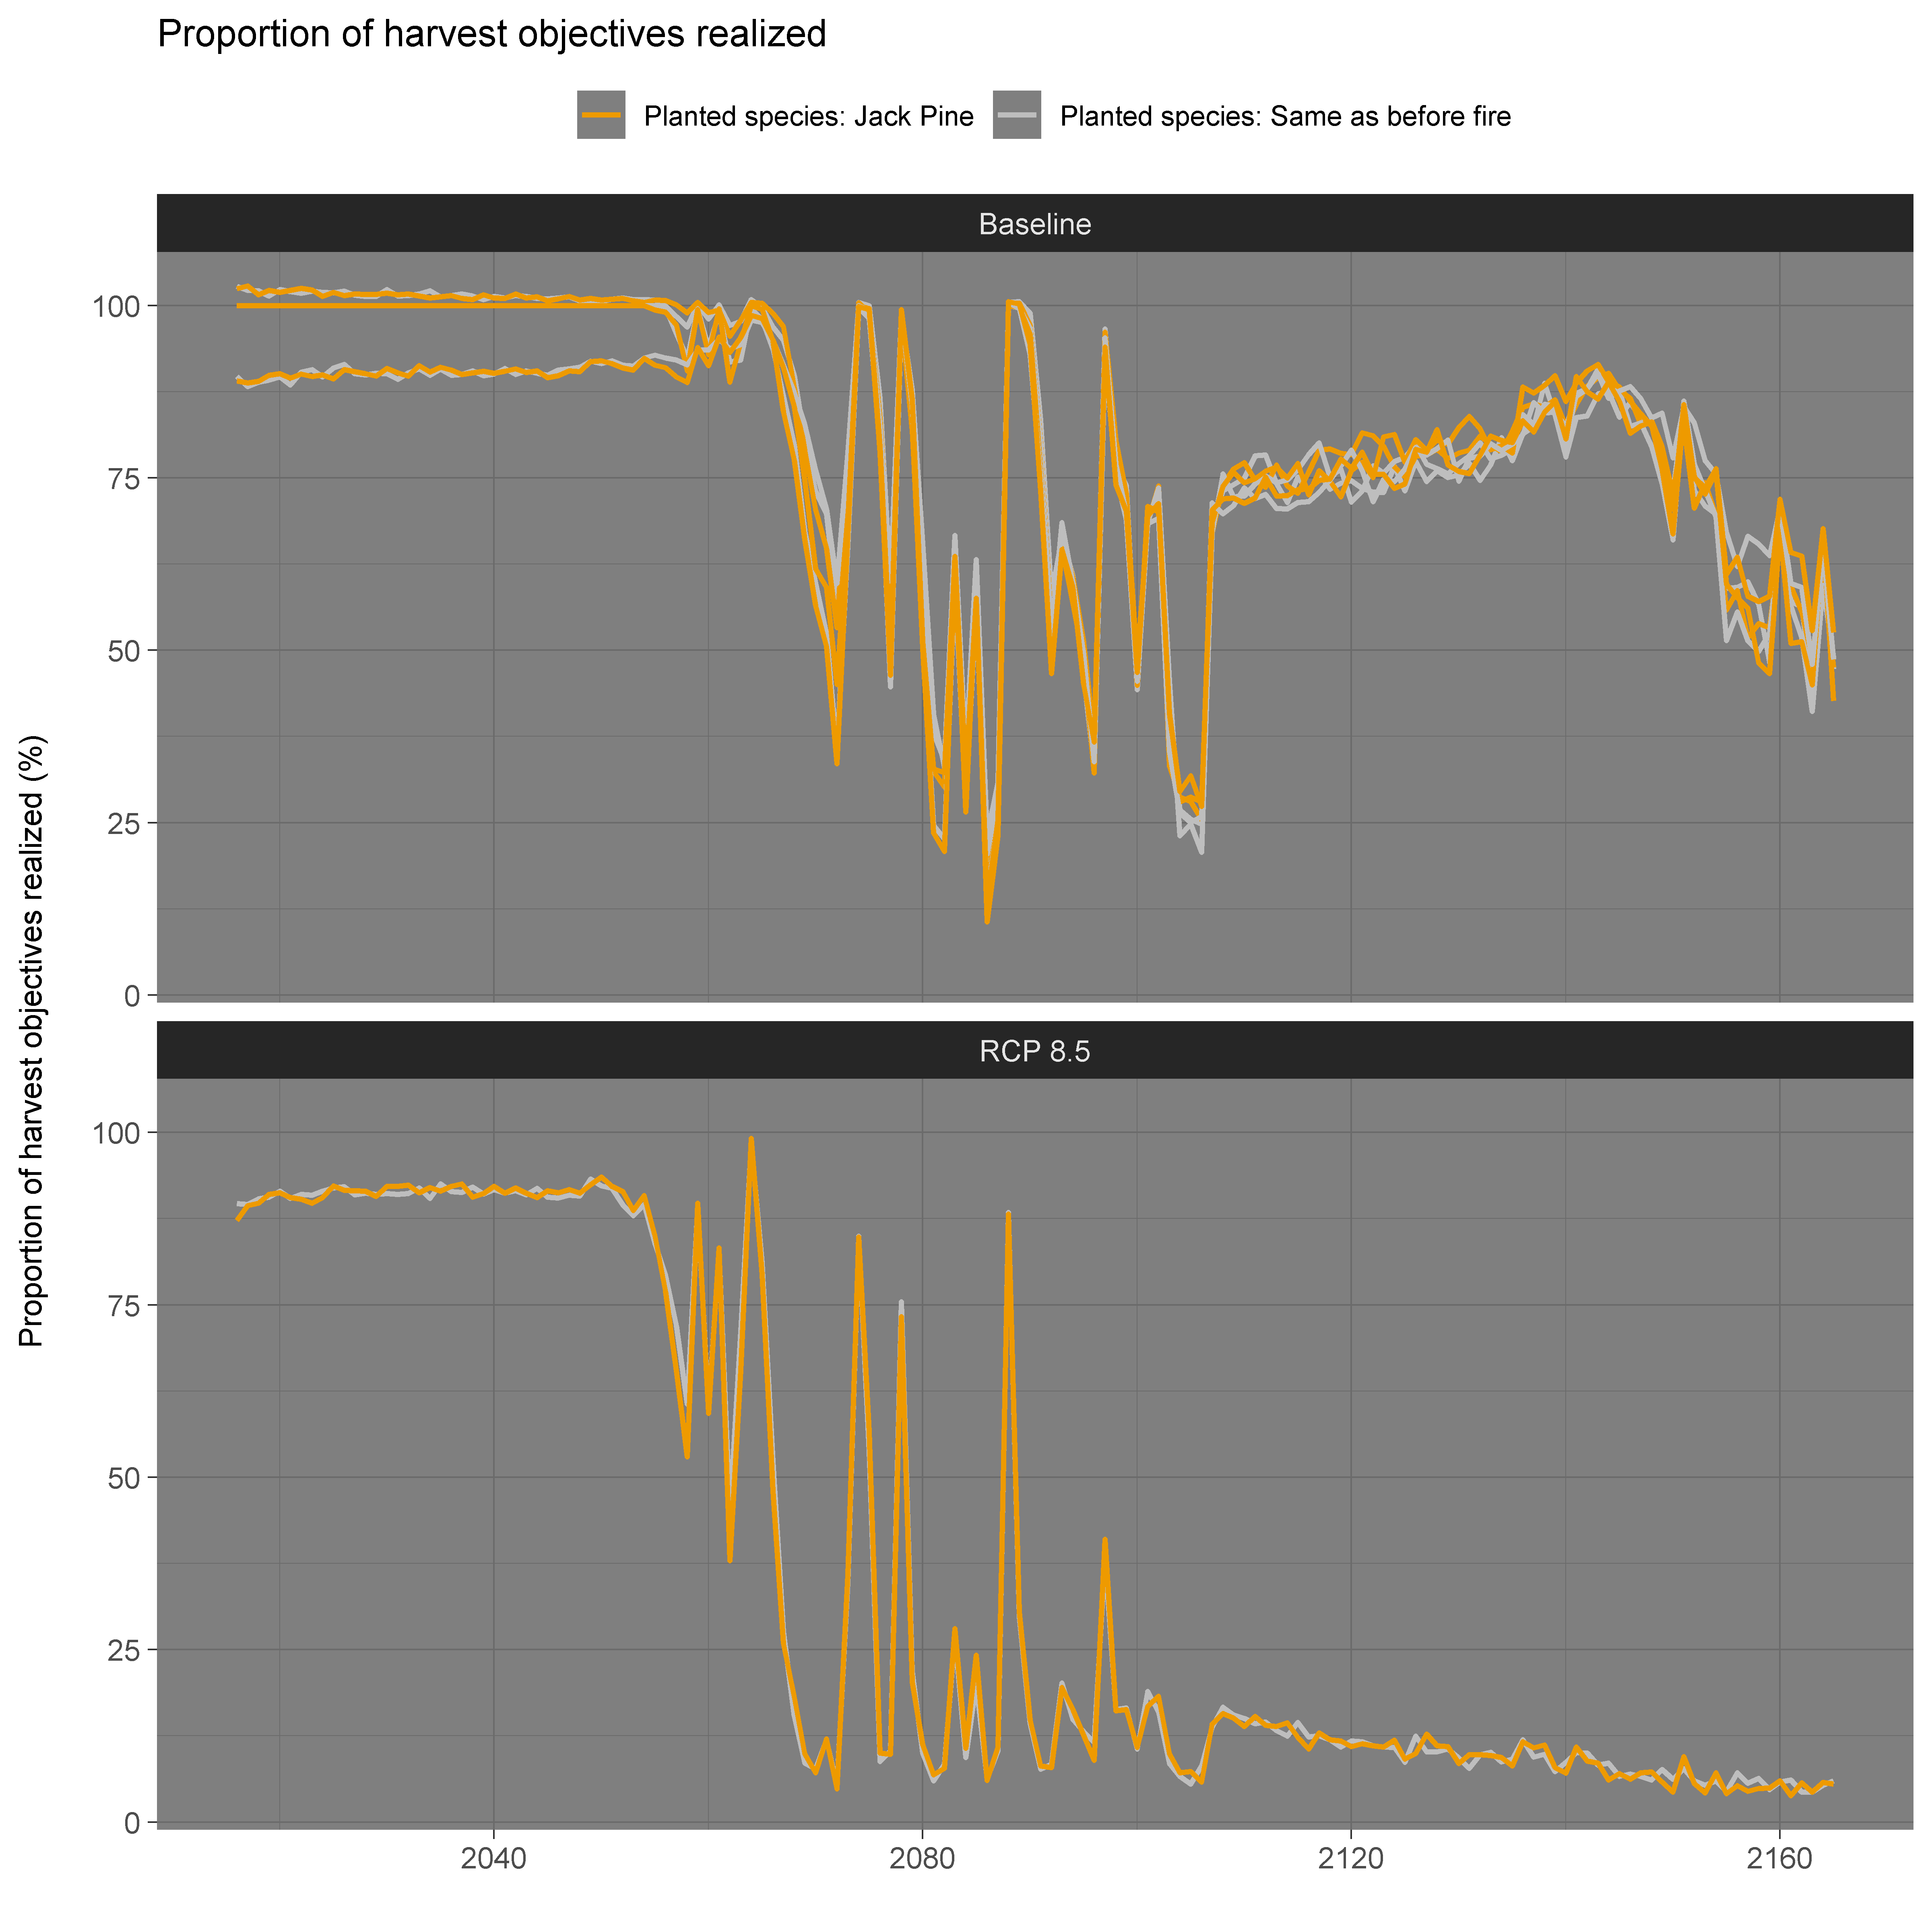 Proportion of harvest objectives realized
Planted species: Jack Pine
Planted species: Same as before fire
Baseline
100
75
50
25
0
Proportion of harvest objectives realized (%)
RCP 8.5
100
75
50
25
0
2040
2080
2120
2160